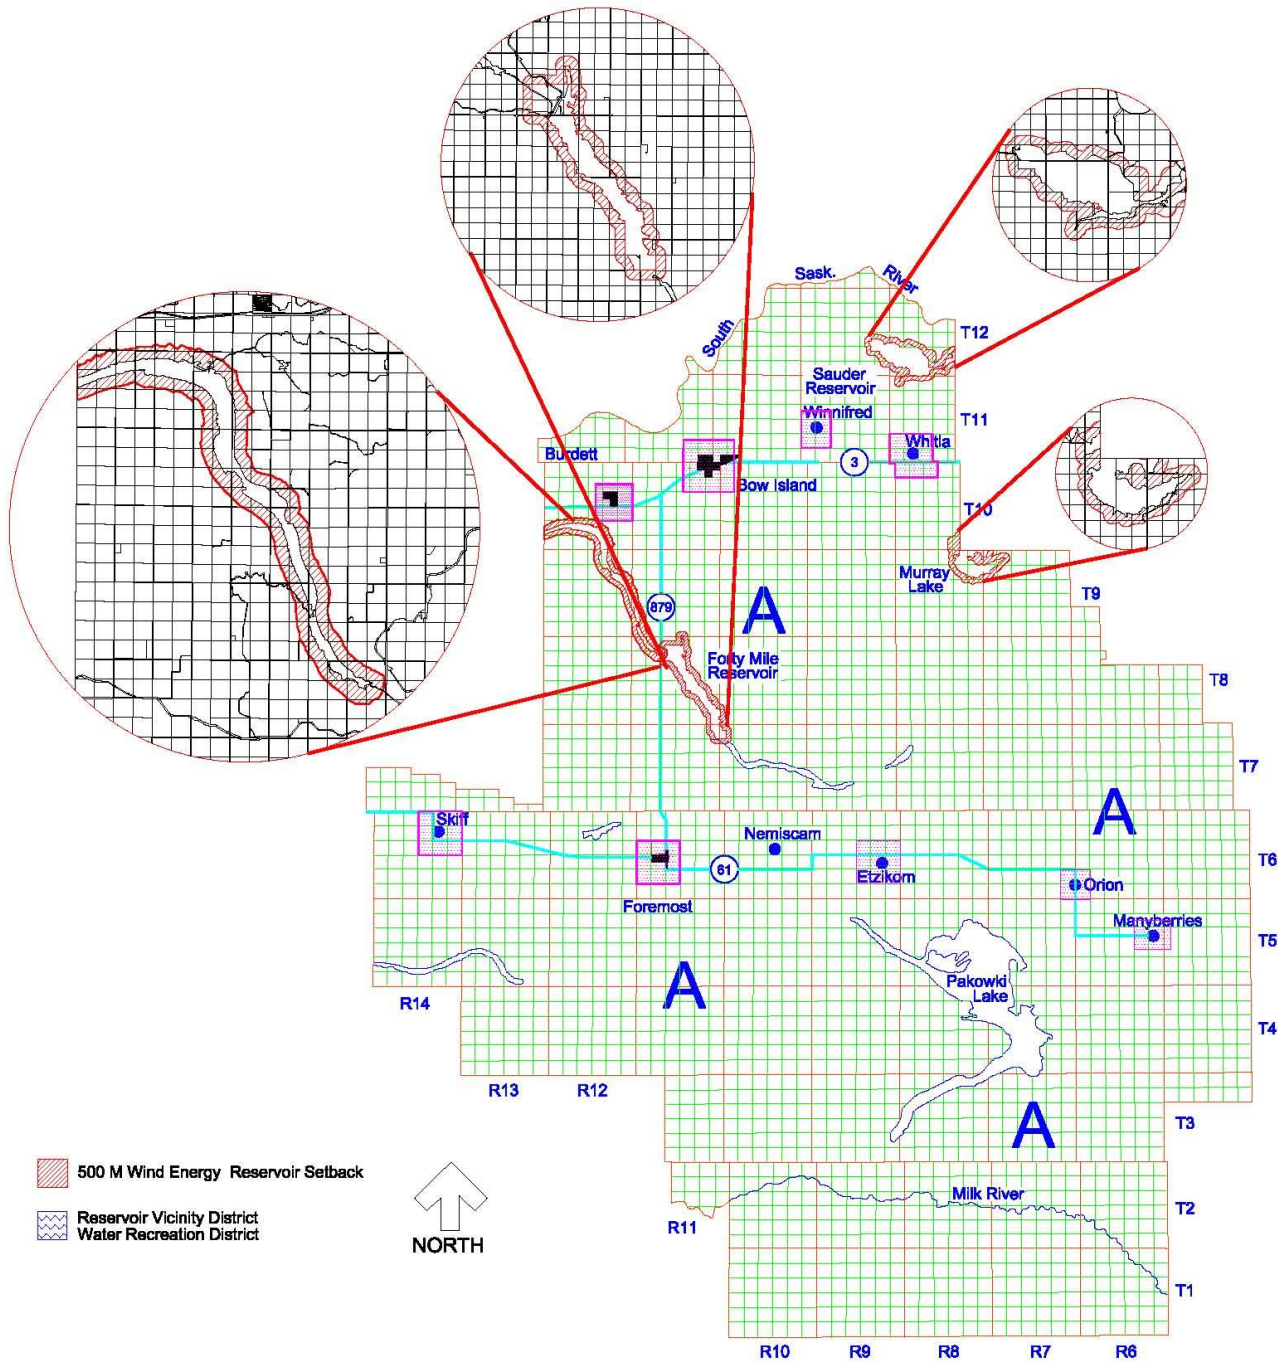 Sask.
River
South
T12
Sauder
Reservoir
Winnifred
T11
Whitla
Burdett
3
Bow Island
T10
Murray
Lake
T9
879
A
Forty Mile
Reservoir
T8
T7
A
Skiff
Nemiscam
T6
61
Etzikom
Orion
Foremost
Manyberries
T5
A
Pakowki
Lake
R14
T4
R13
R12
A
T3
500 M Wind Energy Reservoir Setback
Milk River
Reservoir Vicinity District
Water Recreation District
T2
R11
NORTH
T1
R10
R9
R8
R7
R6